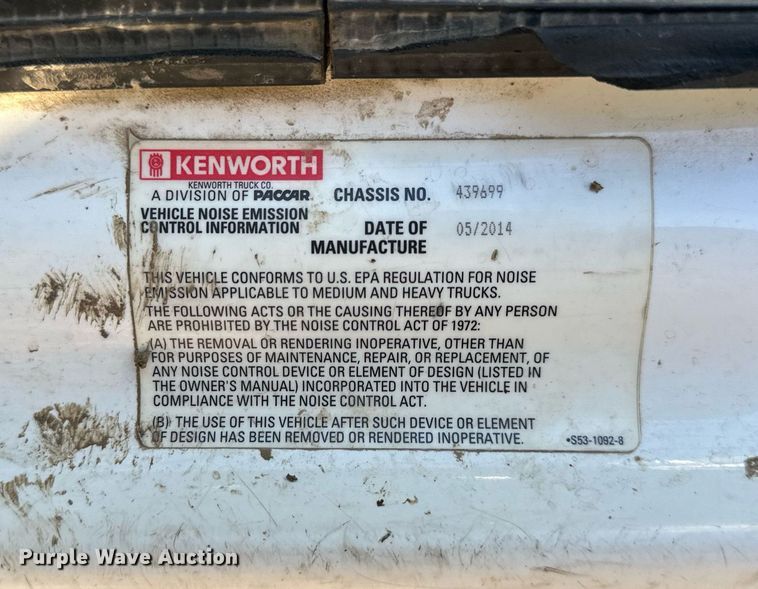 KENWORTH
KENWORTH TRUCK CO.
A DIVISION OF PACCAR
CHASSIS NO. 439699
VEHICLE NOISE EMISSION
CONTROL INFORMATION
DATE OF
MANUFACTURE
05/2014
THIS VEHICLE CONFORMS TO U.S. EPA REGULATION FOR NOISE
EMISSION APPLICABLE TO MEDIUM AND HEAVY TRUCKS.
THE FOLLOWING ACTS OR THE CAUSING THEREOF BY ANY PERSON
ARE PROHIBITED BY THE NOISE CONTROL ACT OF 1972:
(A) THE REMOVAL OR RENDERING INOPERATIVE, OTHER THAN
FOR PURPOSES OF MAINTENANCE, REPAIR, OR REPLACEMENT, OF
ANY NOISE CONTROL DEVICE OR ELEMENT OF DESIGN (LISTED IN
THE OWNER'S MANUAL) INCORPORATED INTO THE VEHICLE IN
COMPLIANCE WITH THE NOISE CONTROL ACT.
(B) THE USE OF THIS VEHICLE AFTER SUCH DEVICE OR ELEMENT
OF DESIGN HAS BEEN REMOVED OR RENDERED INOPERATIVE.
•S53-1092-8
Purple Wave Auction